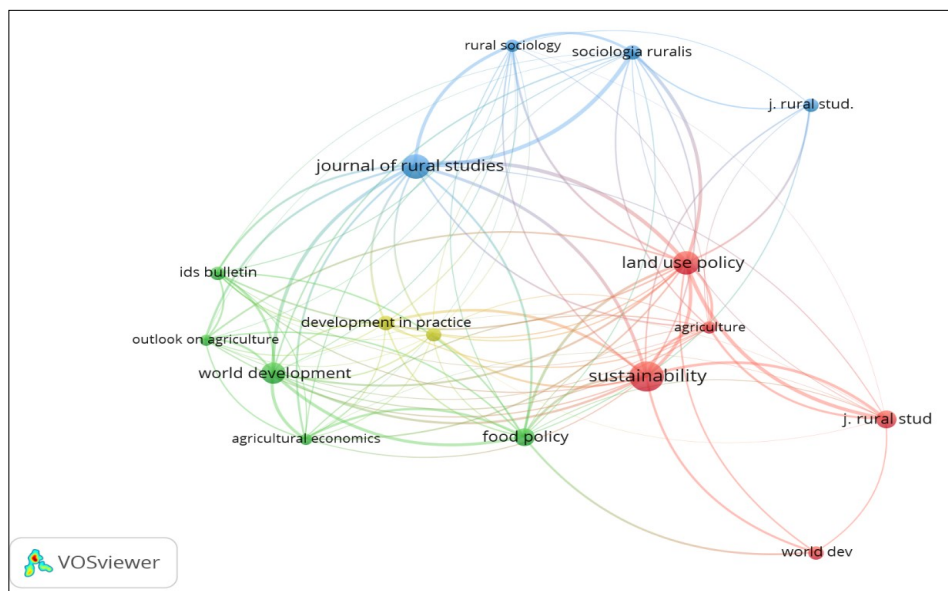 rural sociology
sociologia ruralis
j. rural stud.
journal of rural studies
land use policy
ids bulletin
development in practice
agriculture
outlook on agriculture
world development
sustainability
j. rural stud
agricultural economics
food policy
world dev
VOSviewer